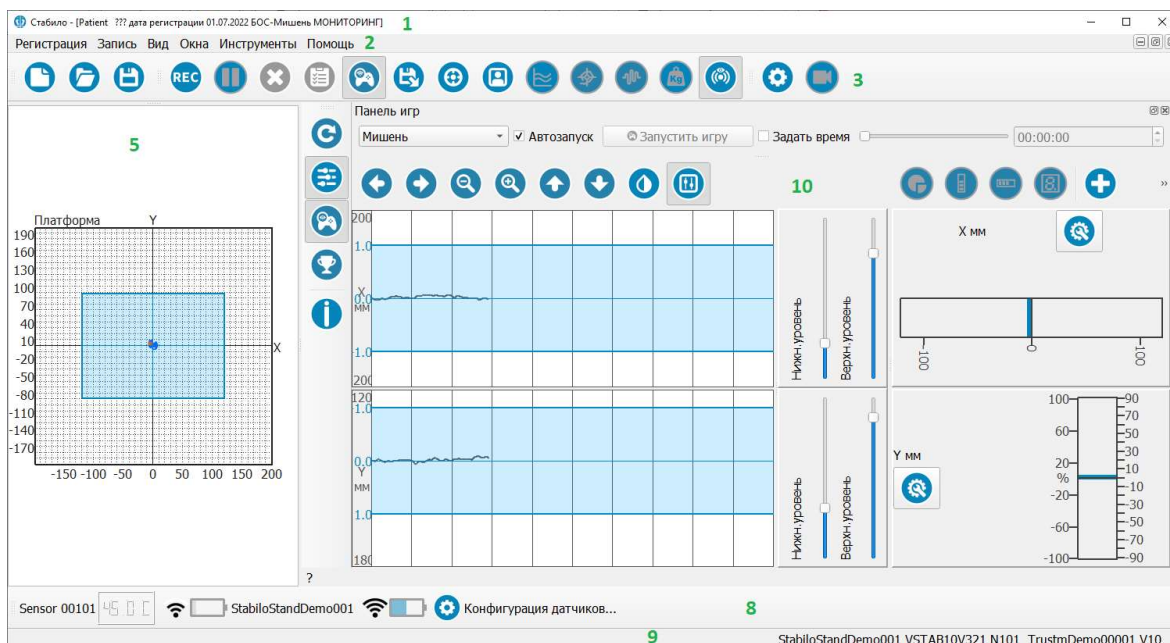 Стабило - [Patient ??? дата регистрации 01.07.2022 БОС-Мишень МОНИТОРИНГ]
1
Регистрация Запись Вид Окна Инструменты Помощь
2
REC
Kg
3
5
Панель игр
Мишень
Автозапуск
Запустить игру
Задать время
00:00:00
10
»
Платформа
Y
190
160
130
100
70
40
10
-20
-50
-80
-110
-140
-170
X
-150 -100 -50 0 50 100 150 200
200
1.0
X
0.0
мм
-1.0
200
Нижн.уровень
Верхн.уровень
X мм
-100
0
100
120
1.0
0.0
Y
мм
-1.0
180
Нижн.уровень
Верхн.уровень
Y мм
100
60
20
%
-20
-60
-100
90
70
50
30
10
-10
-30
-50
-70
-90
?
Sensor 00101
StabiloStandDemo001
Конфигурация датчиков...
8
9
StabiloStandDemo001 VSTAB10V321 N101 TrustmDemo00001 V10